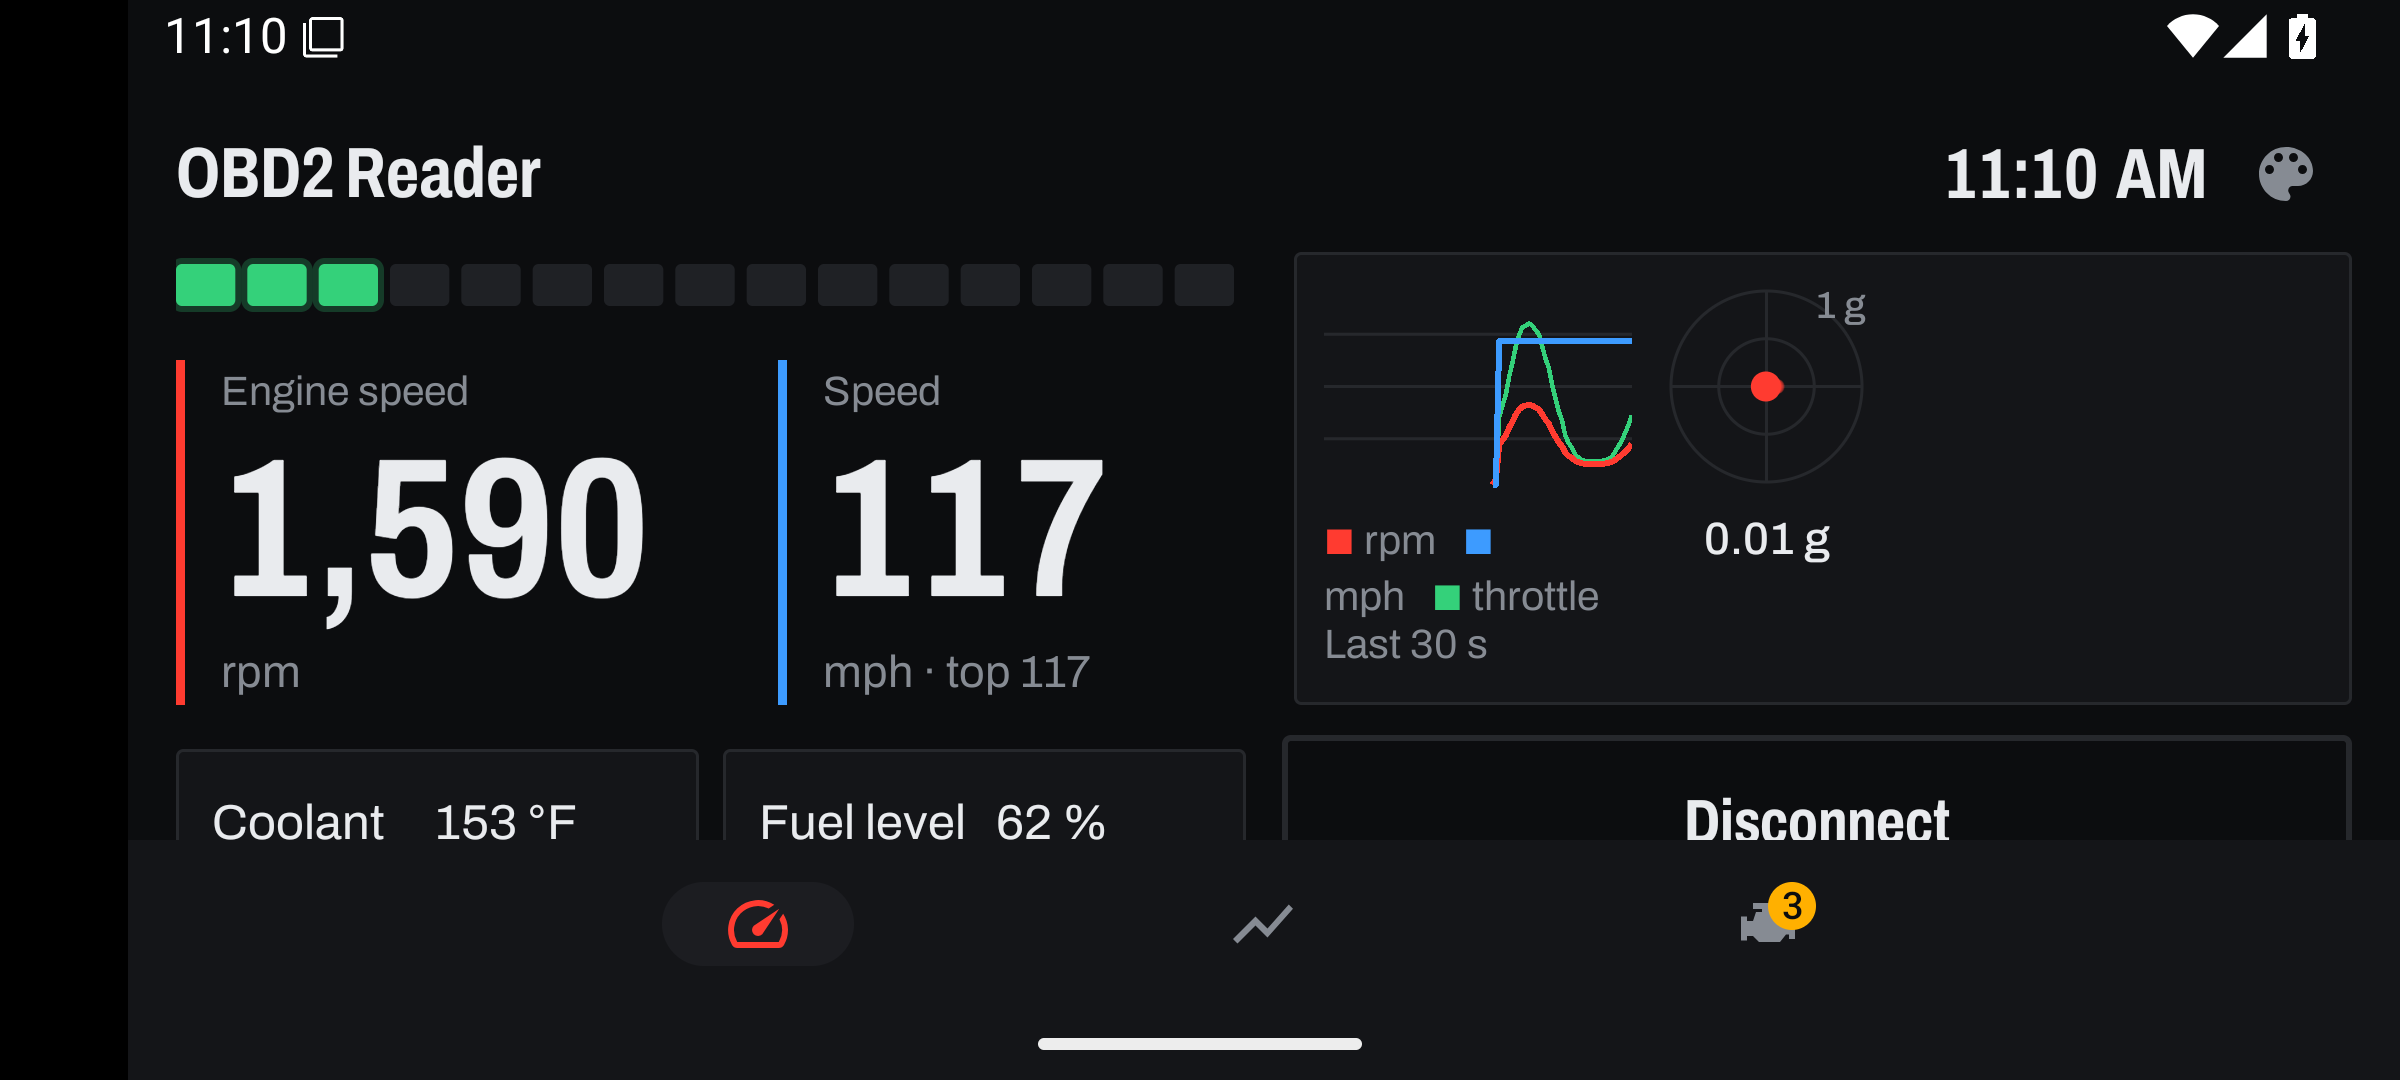 11:10
OBD2 Reader
11:10 AM
Engine speed
1,590
rpm
Speed
117
mph · top 117
1 g
0.01 g
rpm
mph throttle
Last 30 s
Coolant 153 °F
Fuel level 62 %
Disconnect
3